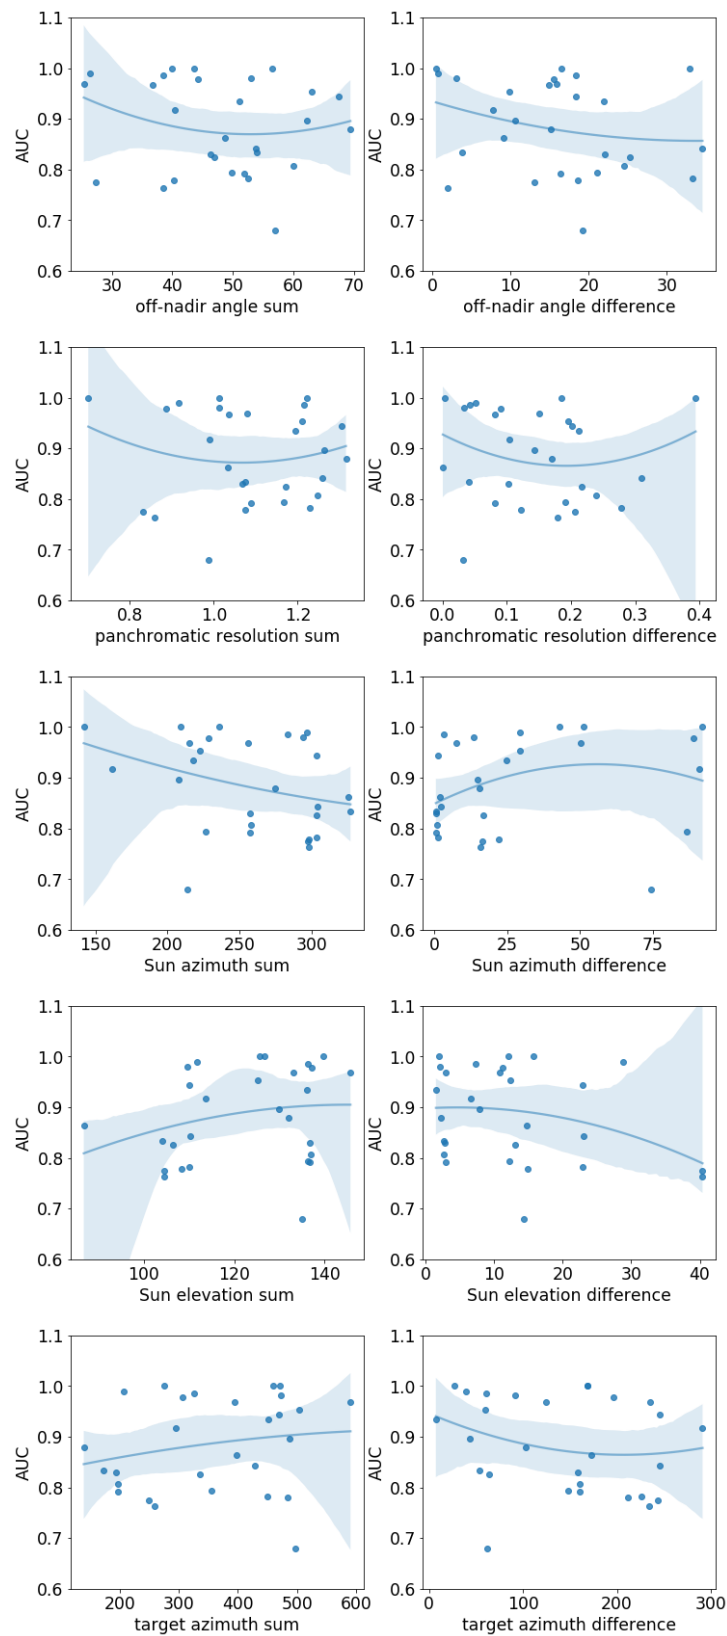 1.1 1.1
1.0 1.0
0.9 0.9
AUC AUC
0.8 0.8
0.7 0.7
0.6 0.6
30 40 50 60 70 0 10 20 30
off-nadir angle sum off-nadir angle difference
1.1 1.1
1.0 1.0
0.9 0.9
AUC AUC
0.8 0.8
0.7 0.7
0.6 0.6
0.8 1.0 1.2 0.0 0.1 0.2 0.3 0.4
panchromatic resolution sum panchromatic resolution difference
1.1 1.1
1.0 1.0
0.9 0.9
AUC AUC
0.8 0.8
0.7 0.7
0.6 0.6
150 200 250 300 0 25 50 75
Sun azimuth sum Sun azimuth difference
1.1 1.1
1.0 1.0
0.9 0.9
AUC AUC
0.8 0.8
0.7 0.7
0.6 0.6
100 120 140 0 10 20 30 40
Sun elevation sum Sun elevation difference
1.1 1.1
1.0 1.0
0.9 0.9
AUC AUC
0.8 0.8
0.7 0.7
0.6 0.6
200 300 400 500 600 0 100 200 300
target azimuth sum target azimuth difference